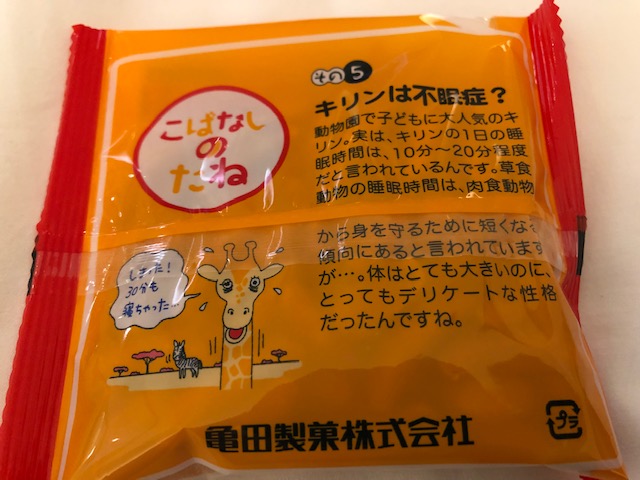 こばなし
の
たね
その5
キリンは不眠症？
動物園で子どもに大人気のキ
リン。実は、キリンの1日の睡
眠時間は、10分〜20分程度
だと言われているんです。草食
動物の睡眠時間は、肉食動物
から身を守るために短くなる
傾向にあると言われています
が…。体はとても大きいのに、
とってもデリケートな性格
だったんですね。
しまった！
30分も
寝ちゃった…
亀田製菓株式会社
プラ